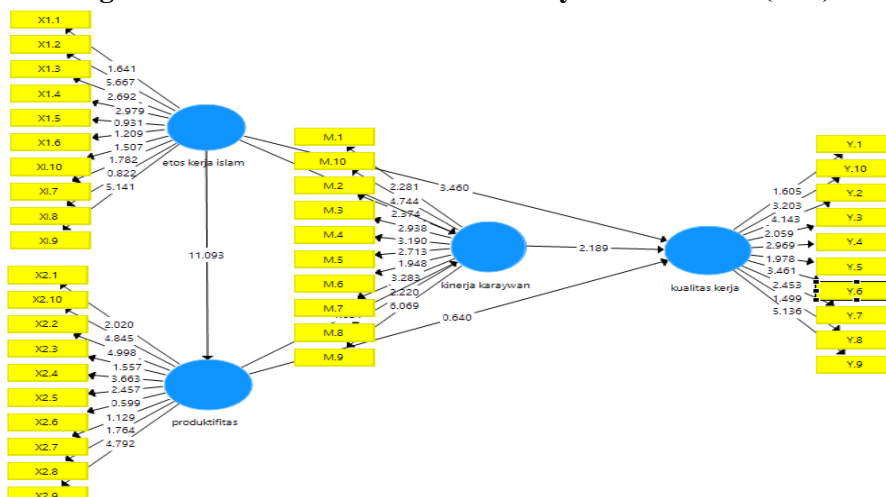 X1.1
X1.2
X1.3
X1.4
X1.5
X1.6
XI.10
XI.7
XI.8
XI.9
1.641
5.667
2.692
2.979
0.931
1.209
1.507
1.782
0.822
5.141
etos kerja islam
11.093
X2.1
X2.10
X2.2
X2.3
X2.4
X2.5
X2.6
X2.7
X2.8
X2.9
2.020
4.845
4.998
1.557
3.663
2.457
0.599
1.129
1.764
4.792
produktifitas
M.1
M.10
M.2
M.3
M.4
M.5
M.6
M.7
M.8
M.9
2.281
4.744
2.374
2.938
3.190
2.713
1.948
3.283
2.220
6.069
kinerja karaywan
3.460
2.189
0.640
kualitas kerja
1.605
3.203
4.143
2.059
2.969
1.978
3.461
2.453
1.499
5.136
Y.1
Y.10
Y.2
Y.3
Y.4
Y.5
Y.6
Y.7
Y.8
Y.9